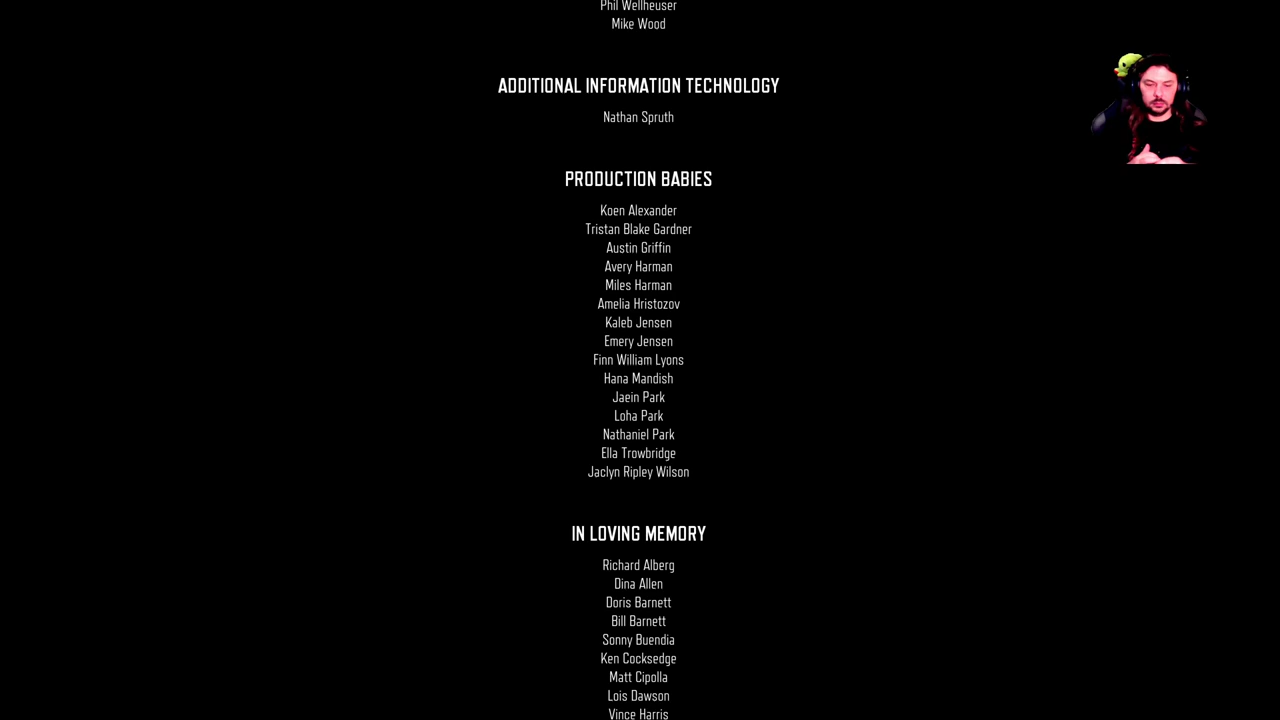 Phil Wellheuser
Mike Wood
ADDITIONAL INFORMATION TECHNOLOGY
Nathan Spruth
PRODUCTION BABIES
Koen Alexander
Tristan Blake Gardner
Austin Griffin
Avery Harman
Miles Harman
Amelia Hristozov
Kaleb Jensen
Emery Jensen
Finn William Lyons
Hana Mandish
Jaein Park
Loha Park
Nathaniel Park
Ella Trowbridge
Jaclyn Ripley Wilson
IN LOVING MEMORY
Richard Alberg
Dina Allen
Doris Barnett
Bill Barnett
Sonny Buendia
Ken Cocksedge
Matt Cipolla
Lois Dawson
Vince Harris